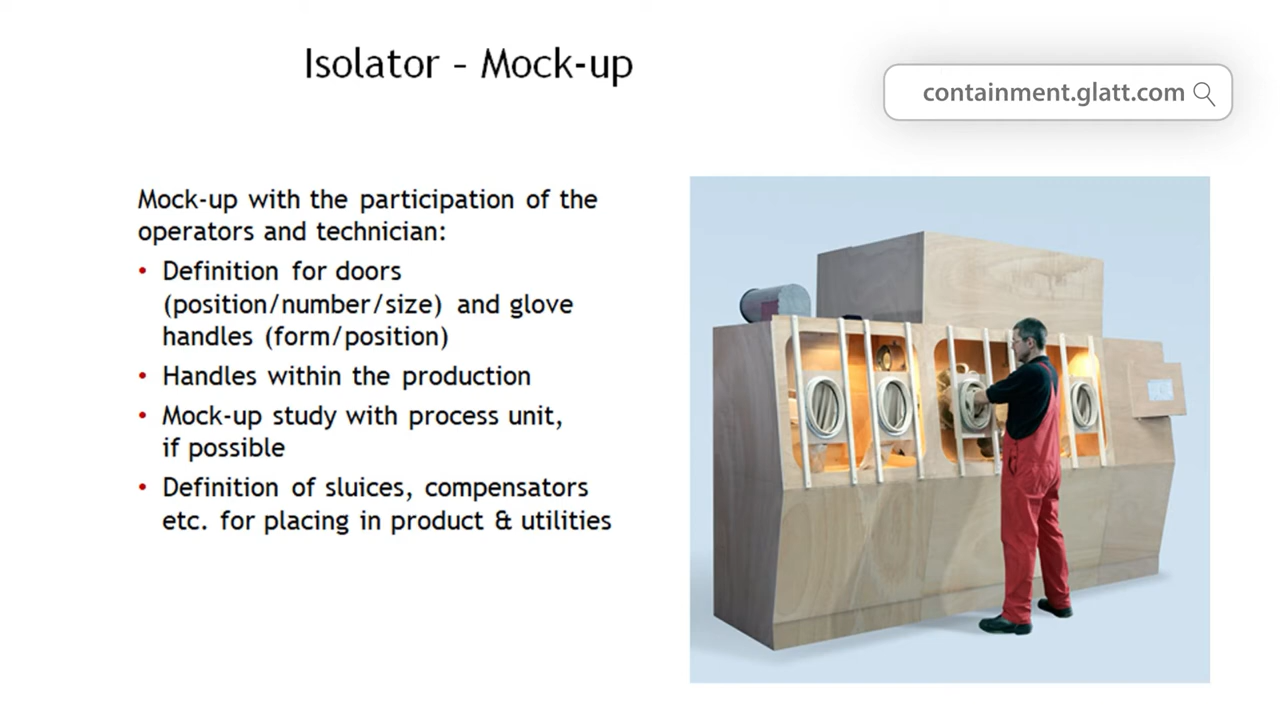 Isolator – Mock-up
containment.glatt.com
Mock-up with the participation of the
operators and technician:
• Definition for doors
(position/number/size) and glove
handles (form/position)
• Handles within the production
• Mock-up study with process unit,
if possible
• Definition of sluices, compensators
etc. for placing in product & utilities